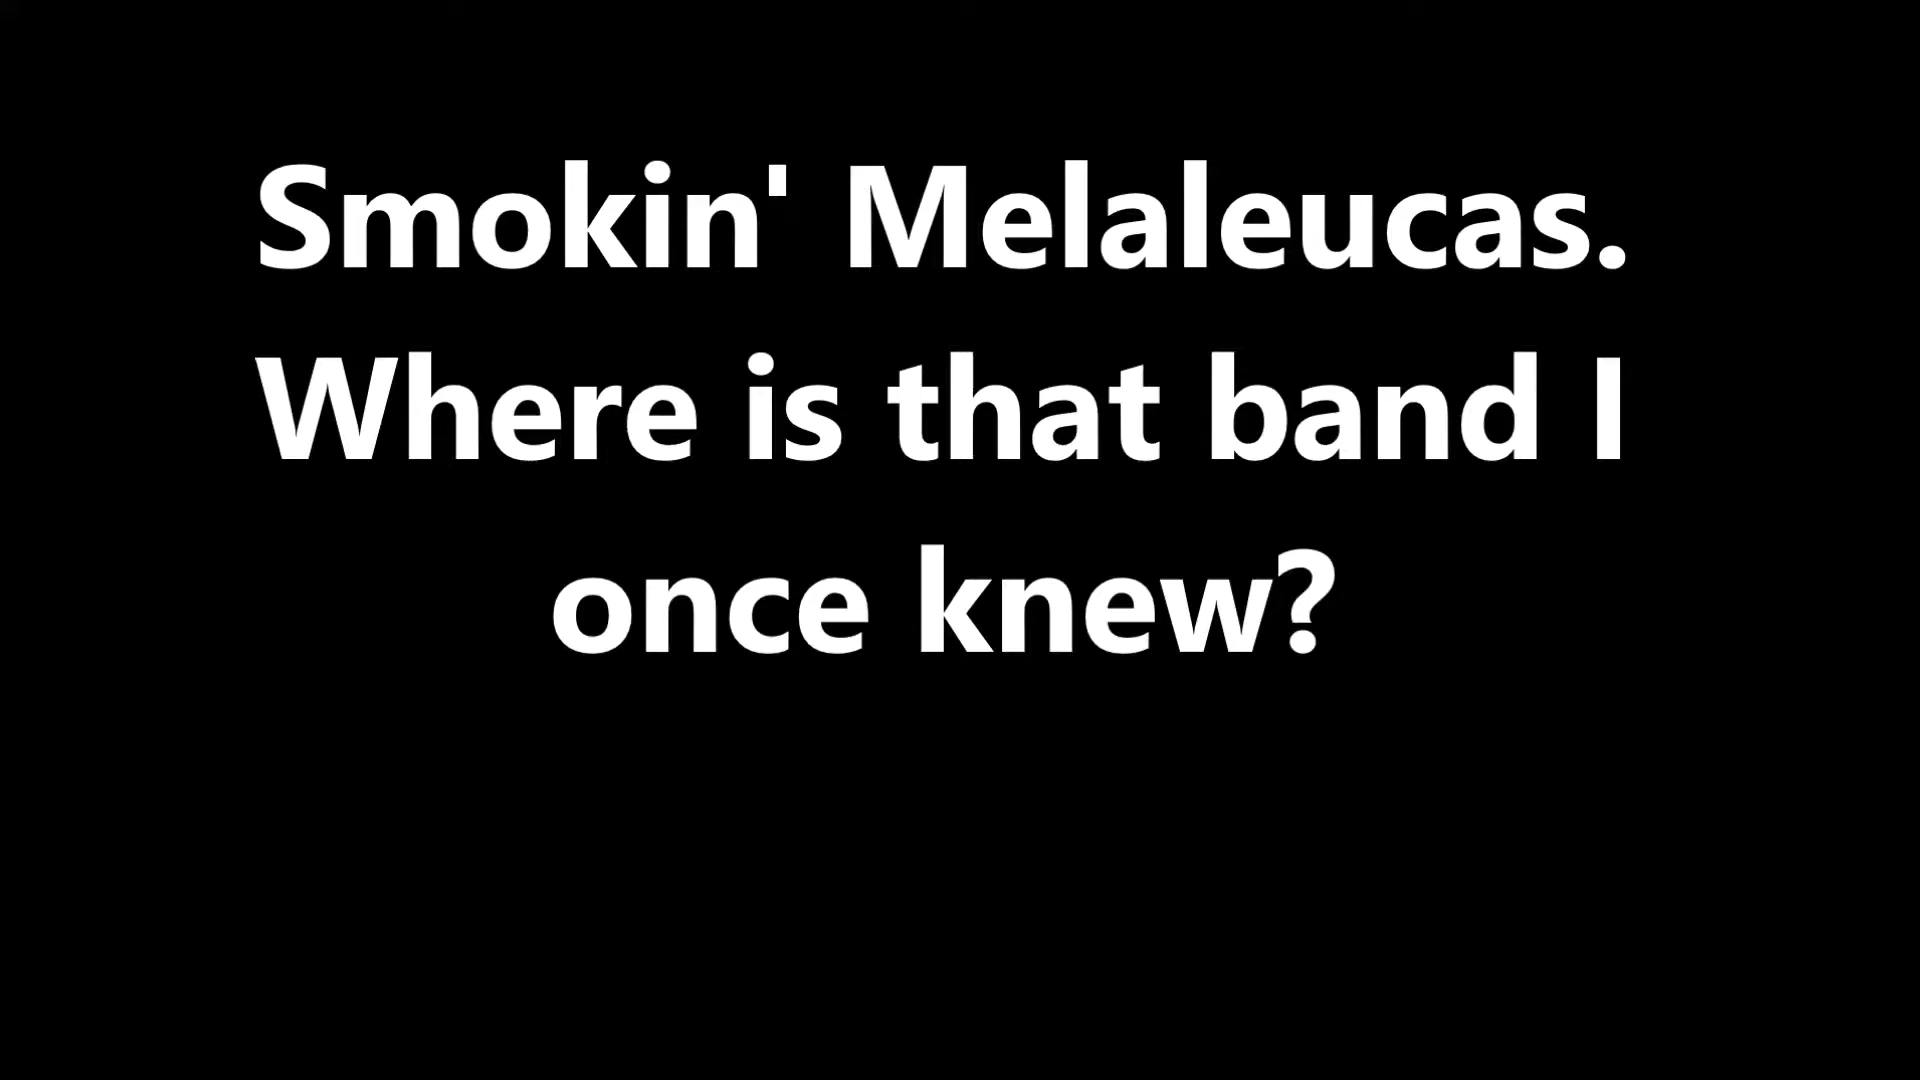 Smokin' Melaleucas.
Where is that band I
once knew?